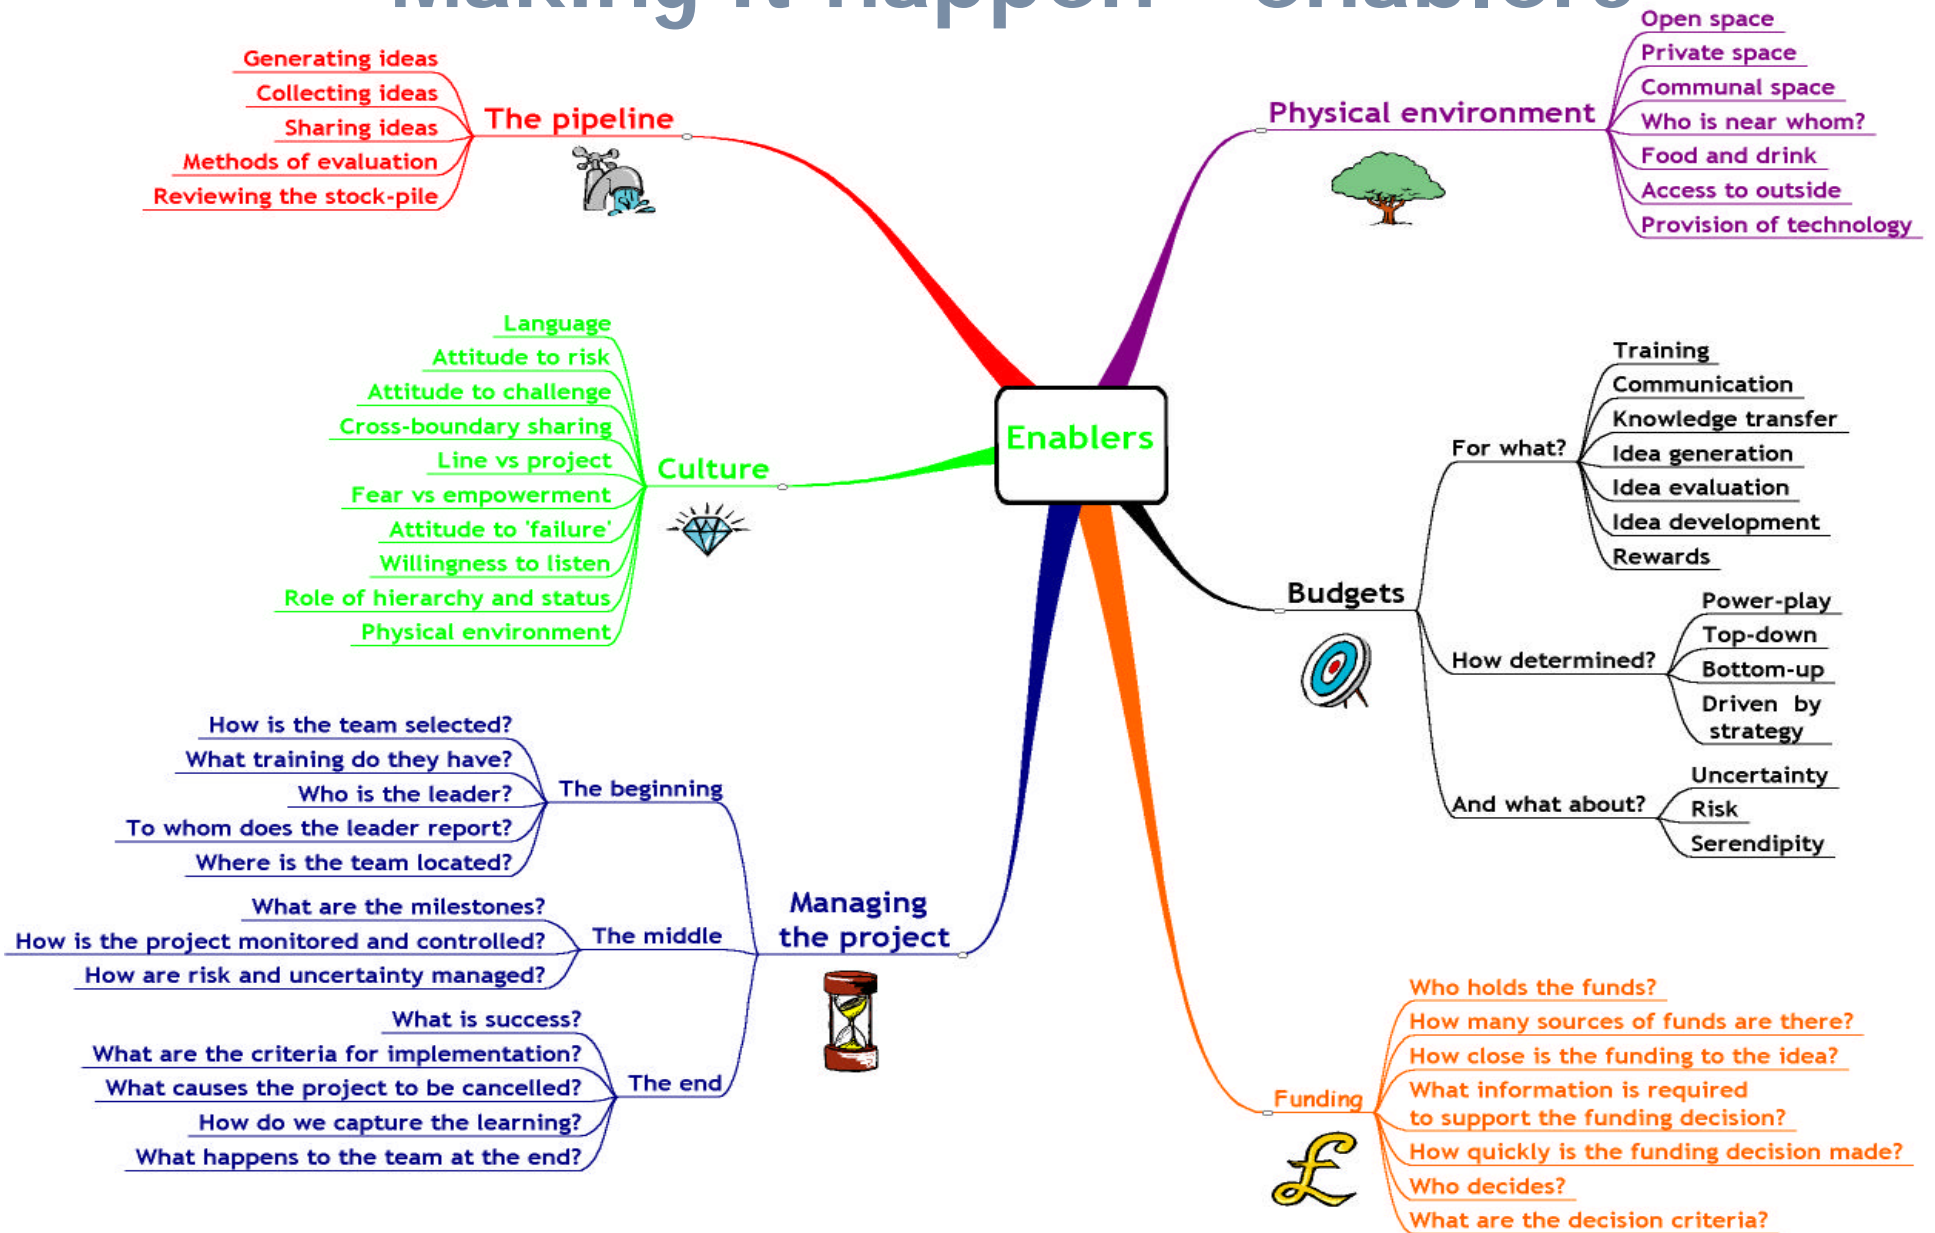 Making it happen - enablers
Generating ideas
Collecting ideas
Sharing ideas
Methods of evaluation
Reviewing the stock-pile
The pipeline
Physical environment
Open space
Private space
Communal space
Who is near whom?
Food and drink
Access to outside
Provision of technology
Language
Attitude to risk
Attitude to challenge
Cross-boundary sharing
Line vs project
Fear vs empowerment
Attitude to 'failure'
Willingness to listen
Role of hierarchy and status
Physical environment
Culture
Enablers
Budgets
For what?
Training
Communication
Knowledge transfer
Idea generation
Idea evaluation
Idea development
Rewards
How determined?
Power-play
Top-down
Bottom-up
Driven by
strategy
And what about?
Uncertainty
Risk
Serendipity
How is the team selected?
What training do they have?
Who is the leader?
To whom does the leader report?
Where is the team located?
The beginning
What are the milestones?
How is the project monitored and controlled?
How are risk and uncertainty managed?
The middle
Managing
the project
What is success?
What are the criteria for implementation?
What causes the project to be cancelled?
How do we capture the learning?
What happens to the team at the end?
The end
Funding
Who holds the funds?
How many sources of funds are there?
How close is the funding to the idea?
What information is required
to support the funding decision?
How quickly is the funding decision made?
Who decides?
What are the decision criteria?
£